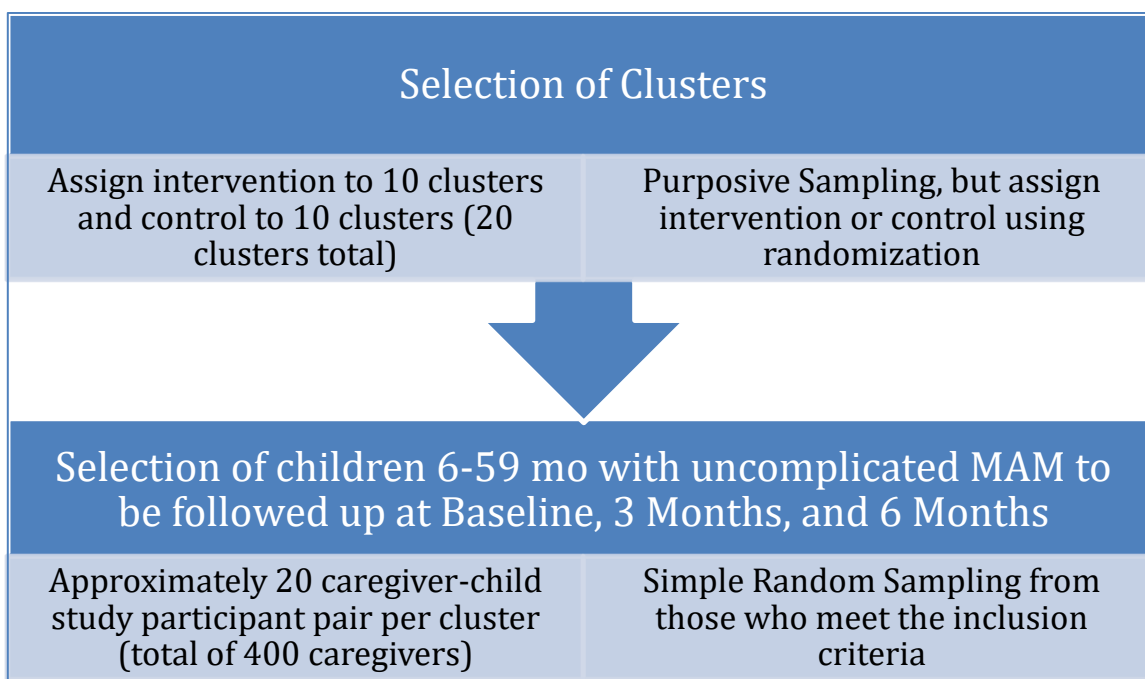 Selection of Clusters
Assign intervention to 10 clusters
and control to 10 clusters (20
clusters total)
Purposive Sampling, but assign
intervention or control using
randomization
Selection of children 6-59 mo with uncomplicated MAM to
be followed up at Baseline, 3 Months, and 6 Months
Approximately 20 caregiver-child
study participant pair per cluster
(total of 400 caregivers)
Simple Random Sampling from
those who meet the inclusion
criteria